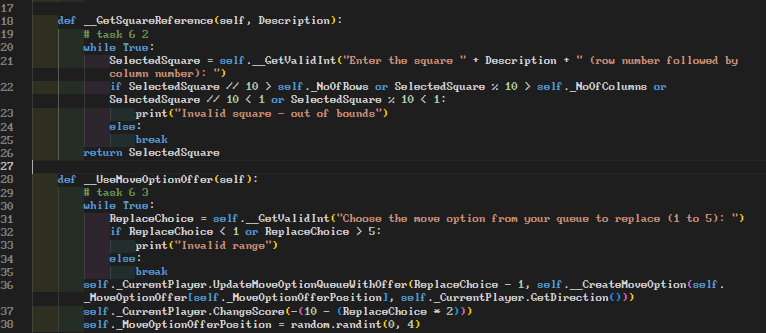 17
18 def __GetSquareReference(self, Description):
19 # task 6 2
20 while True:
21 SelectedSquare = self.__GetValidInt("Enter the square " + Description + " (row number followed by
column number): ")
22 if SelectedSquare // 10 > self._NoOfRows or SelectedSquare % 10 > self._NoOfColumns or
SelectedSquare // 10 < 1 or SelectedSquare % 10 < 1:
23 print("Invalid square - out of bounds")
24 else:
25 break
26 return SelectedSquare
27
28 def __UseMoveOptionOffer(self):
29 # task 6 3
30 while True:
31 ReplaceChoice = self.__GetValidInt("Choose the move option from your queue to replace (1 to 5): ")
32 if ReplaceChoice < 1 or ReplaceChoice > 5:
33 print("Invalid range")
34 else:
35 break
36 self._CurrentPlayer.UpdateMoveOptionQueueWithOffer(ReplaceChoice - 1, self.__CreateMoveOption(self.
_MoveOptionOffer[self._MoveOptionOfferPosition], self._CurrentPlayer.GetDirection()))
37 self._CurrentPlayer.ChangeScore(-(10 - (ReplaceChoice * 2)))
38 self._MoveOptionOfferPosition = random.randint(0, 4)